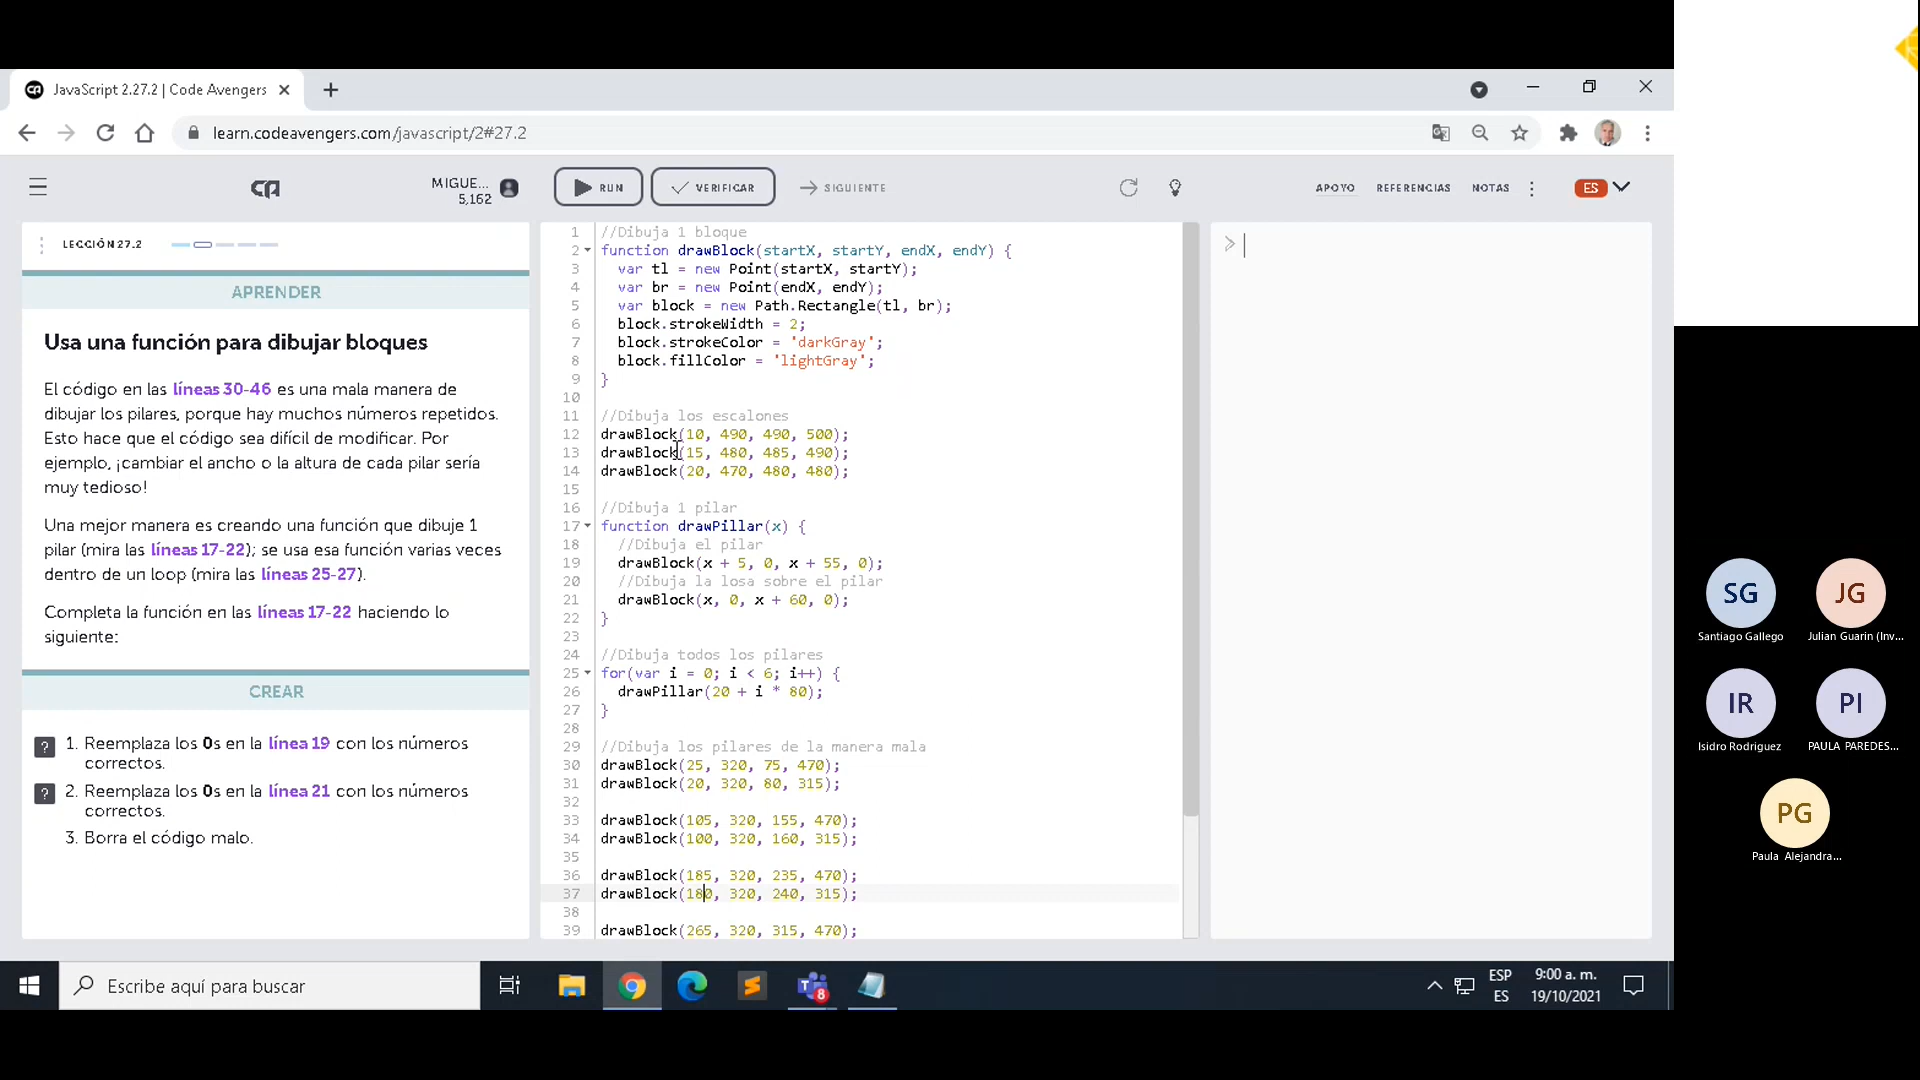 JavaScript 2.27.2 | Code Avengers
learn.codeavengers.com/javascript/2#27.2
MIGUE...
5,162
RUN
VERIFICAR
SIGUIENTE
APOYO
REFERENCIAS
NOTAS
ES
LECCIÓN 27.2
APRENDER
Usa una función para dibujar bloques
El código en las líneas 30-46 es una mala manera de
dibujar los pilares, porque hay muchos números repetidos.
Esto hace que el código sea difícil de modificar. Por
ejemplo, ¡cambiar el ancho o la altura de cada pilar sería
muy tedioso!
Una mejor manera es creando una función que dibuje 1
pilar (mira las líneas 17-22); se usa esa función varias veces
dentro de un loop (mira las líneas 25-27).
Completa la función en las líneas 17-22 haciendo lo
siguiente:
CREAR
? 1. Reemplaza los 0s en la línea 19 con los números
correctos.
? 2. Reemplaza los 0s en la línea 21 con los números
correctos.
3. Borra el código malo.
1 //Dibuja 1 bloque
2 function drawBlock(startX, startY, endX, endY) {
3 var tl = new Point(startX, startY);
4 var br = new Point(endX, endY);
5 var block = new Path.Rectangle(tl, br);
6 block.strokeWidth = 2;
7 block.strokeColor = 'darkGray';
8 block.fillColor = 'lightGray';
9 }
10
11 //Dibuja los escalones
12 drawBlock(10, 490, 490, 500);
13 drawBlock(15, 480, 485, 490);
14 drawBlock(20, 470, 480, 480);
15
16 //Dibuja 1 pilar
17 function drawPillar(x) {
18 //Dibuja el pilar
19 drawBlock(x + 5, 0, x + 55, 0);
20 //Dibuja la losa sobre el pilar
21 drawBlock(x, 0, x + 60, 0);
22 }
23
24 //Dibuja todos los pilares
25 for(var i = 0; i < 6; i++) {
26 drawPillar(20 + i * 80);
27 }
28
29 //Dibuja los pilares de la manera mala
30 drawBlock(25, 320, 75, 470);
31 drawBlock(20, 320, 80, 315);
32
33 drawBlock(105, 320, 155, 470);
34 drawBlock(100, 320, 160, 315);
35
36 drawBlock(185, 320, 235, 470);
37 drawBlock(180, 320, 240, 315);
38
39 drawBlock(265, 320, 315, 470);
>
SG
Santiago Gallego
JG
Julian Guarin (Inv...
IR
Isidro Rodriguez
PI
PAULA PAREDES...
PG
Paula Alejandra...
Escribe aquí para buscar
8
ESP
ES
9:00 a. m.
19/10/2021